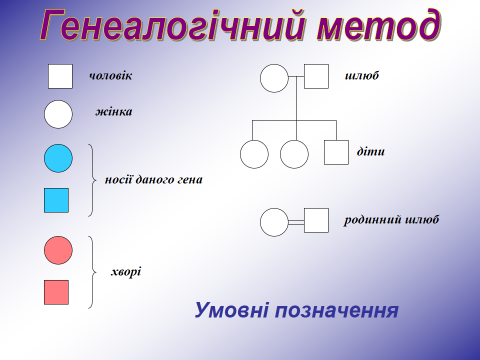 Генеалогічний метод
чоловік
жінка
носії даного гена
хворі
шлюб
діти
родинний шлюб
Умовні позначення